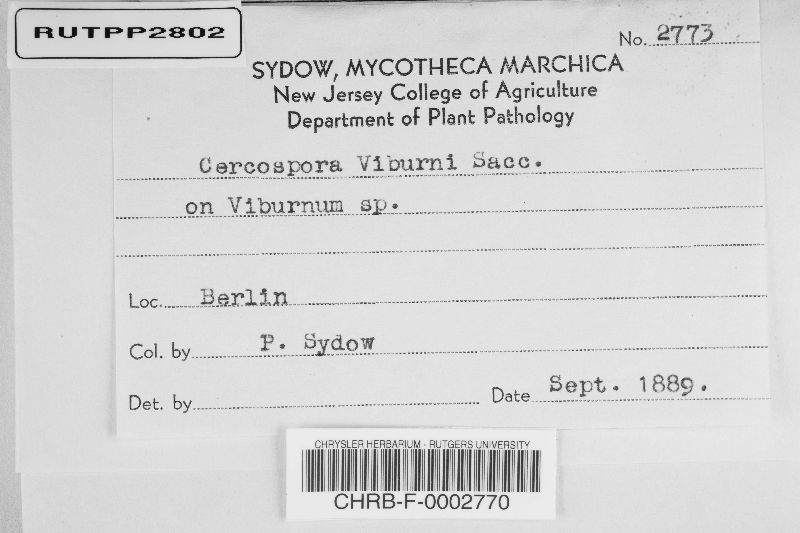 RUTPP2802
No. 2773
SYDOW, MYCOTHECA MARCHICA
New Jersey College of Agriculture
Department of Plant Pathology
Cercospora Viburni Sacc.
on Viburnum sp.
Loc. Berlin
Col. by P. Sydow
Det. by
Date Sept. 1889.
CHRYSLER HERBARIUM - RUTGERS UNIVERSITY
CHRB-F-0002770